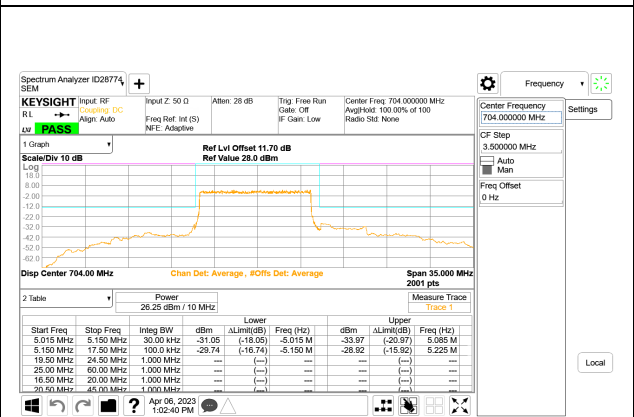 Spectrum Analyzer ID28774
SEM
+
Frequency
KEYSIGHT
RL
LXI PASS
Input: RF
Coupling: DC
Align: Auto
Input Z: 50 Ω
Freq Ref: Int (S)
NFE: Adaptive
Atten: 28 dB
Trig: Free Run
Gate: Off
IF Gain: Low
Center Freq: 704.000000 MHz
Avg|Hold: 100.00% of 100
Radio Std: None
Center Frequency
704.000000 MHz
Settings
CF Step
3.500000 MHz
Auto
Man
Freq Offset
0 Hz
1 Graph
Scale/Div 10 dB
Ref Lvl Offset 11.70 dB
Ref Value 28.0 dBm
Log
18.0
8.00
-2.00
-12.0
-22.0
-32.0
-42.0
-52.0
-62.0
Disp Center 704.00 MHz
Chan Det: Average, #Offs Det: Average
Span 35.000 MHz
2001 pts
2 Table
Power
26.25 dBm / 10 MHz
Measure Trace
Trace 1
Lower Upper
Start Freq Stop Freq Integ BW dBm ΔLimit(dB) Freq (Hz) dBm ΔLimit(dB) Freq (Hz)
5.015 MHz 5.150 MHz 30.00 kHz -31.05 (-18.05) -5.015 M -33.97 (-20.97) 5.085 M
5.150 MHz 17.50 MHz 100.0 kHz -29.74 (-16.74) -5.150 M -28.92 (-15.92) 5.225 M
19.50 MHz 24.50 MHz 1.000 MHz --- (---) --- --- (---) ---
25.00 MHz 60.00 MHz 1.000 MHz --- (---) --- --- (---) ---
16.50 MHz 20.00 MHz 1.000 MHz --- (---) --- --- (---) ---
20.50 MHz 45.00 MHz 1.000 MHz --- (---) --- --- (---) ---
Local
?
Apr 06, 2023
1:02:40 PM